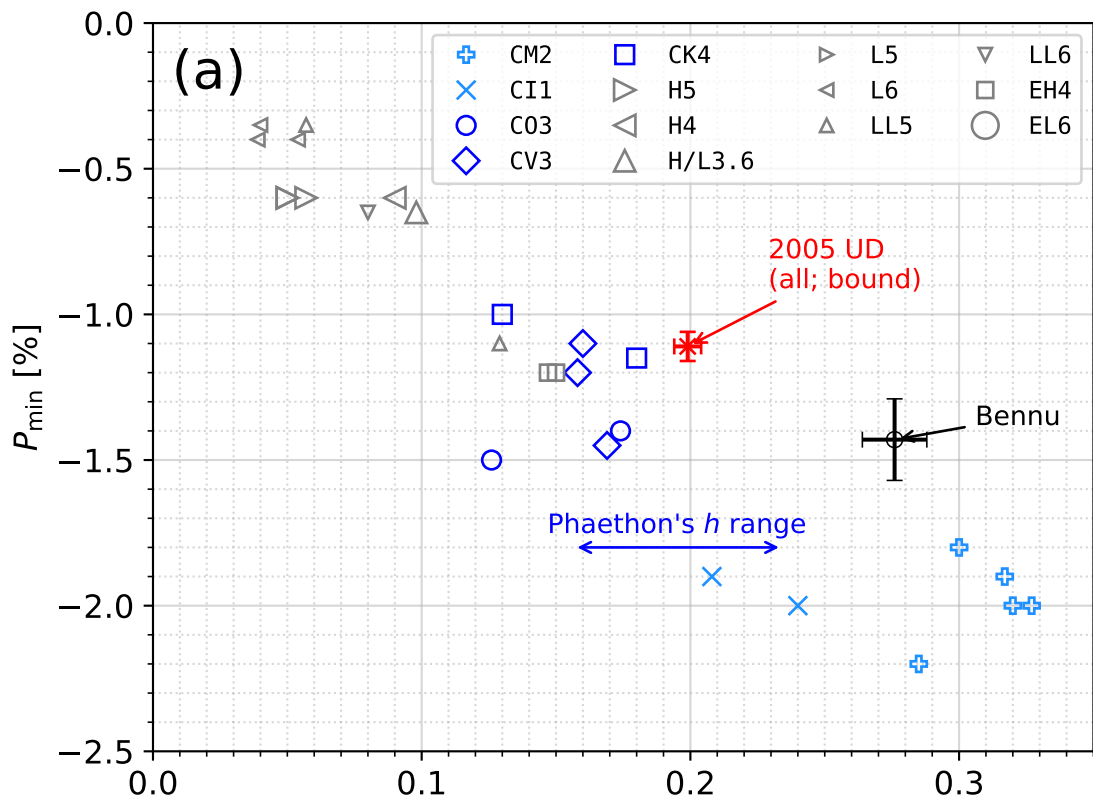 (a)
CM2
CI1
CO3
CV3
CK4
H5
H4
H/L3.6
L5
L6
LL5
LL6
EH4
EL6
2005 UD
(all; bound)
Bennu
Phaethon's h range
Pmin [%]
0.0
−0.5
−1.0
−1.5
−2.0
−2.5
0.0
0.1
0.2
0.3